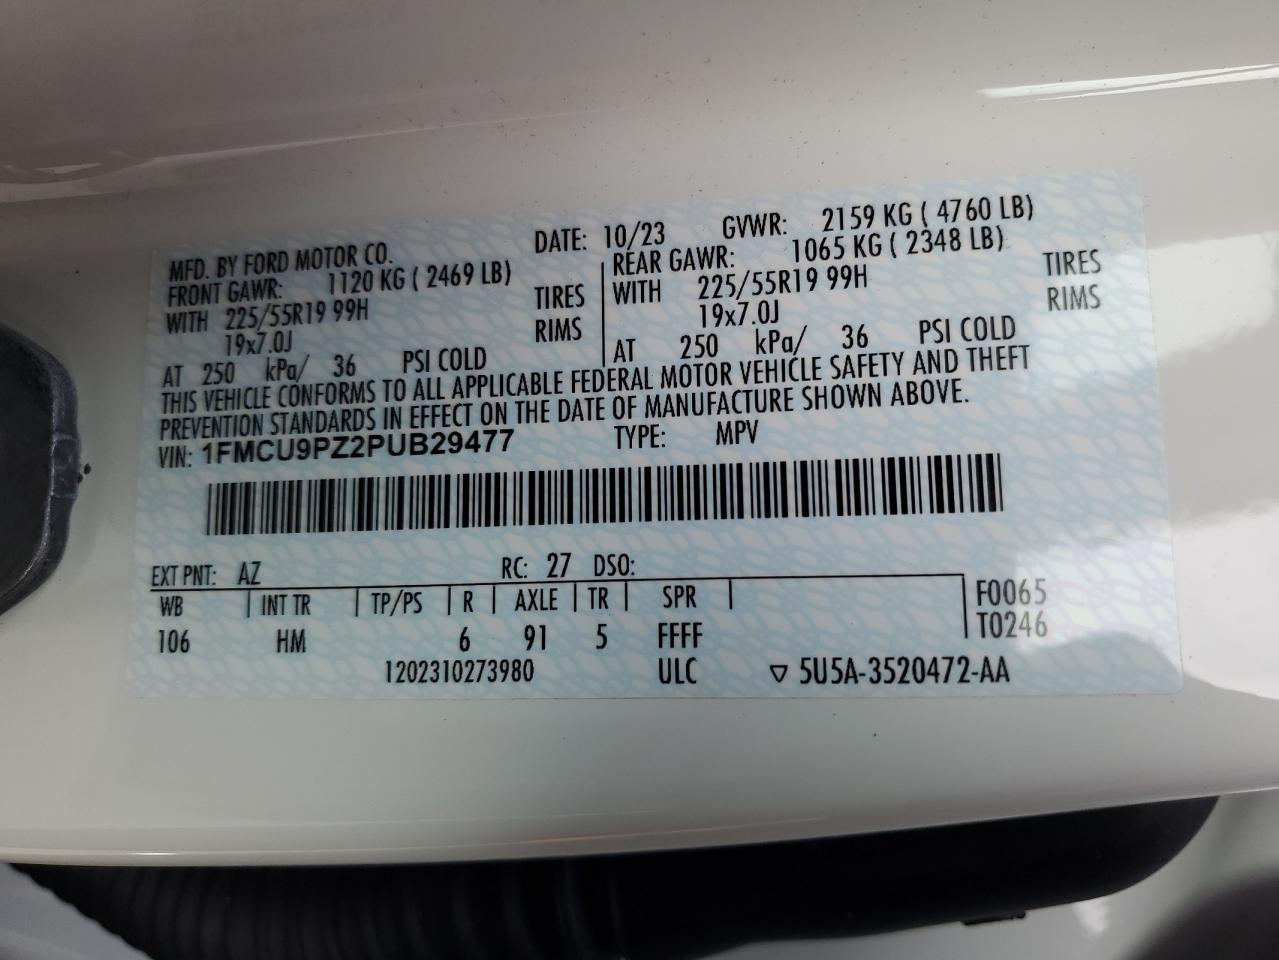 MFD. BY FORD MOTOR CO. DATE: 10/23 GVWR: 2159 KG ( 4760 LB)
FRONT GAWR: 1120 KG ( 2469 LB) REAR GAWR: 1065 KG ( 2348 LB)
WITH 225/55R19 99H TIRES WITH 225/55R19 99H TIRES
19x7.0J RIMS 19x7.0J RIMS
AT 250 kPa/ 36 PSI COLD AT 250 kPa/ 36 PSI COLD
THIS VEHICLE CONFORMS TO ALL APPLICABLE FEDERAL MOTOR VEHICLE SAFETY AND THEFT
PREVENTION STANDARDS IN EFFECT ON THE DATE OF MANUFACTURE SHOWN ABOVE.
VIN: 1FMCU9PZ2PUB29477 TYPE: MPV
EXT PNT: AZ RC: 27 DSO:
WB INT TR TP/PS R AXLE TR SPR F0065
106 HM 6 91 5 FFFF T0246
1202310273980 ULC ▽ 5U5A-3520472-AA